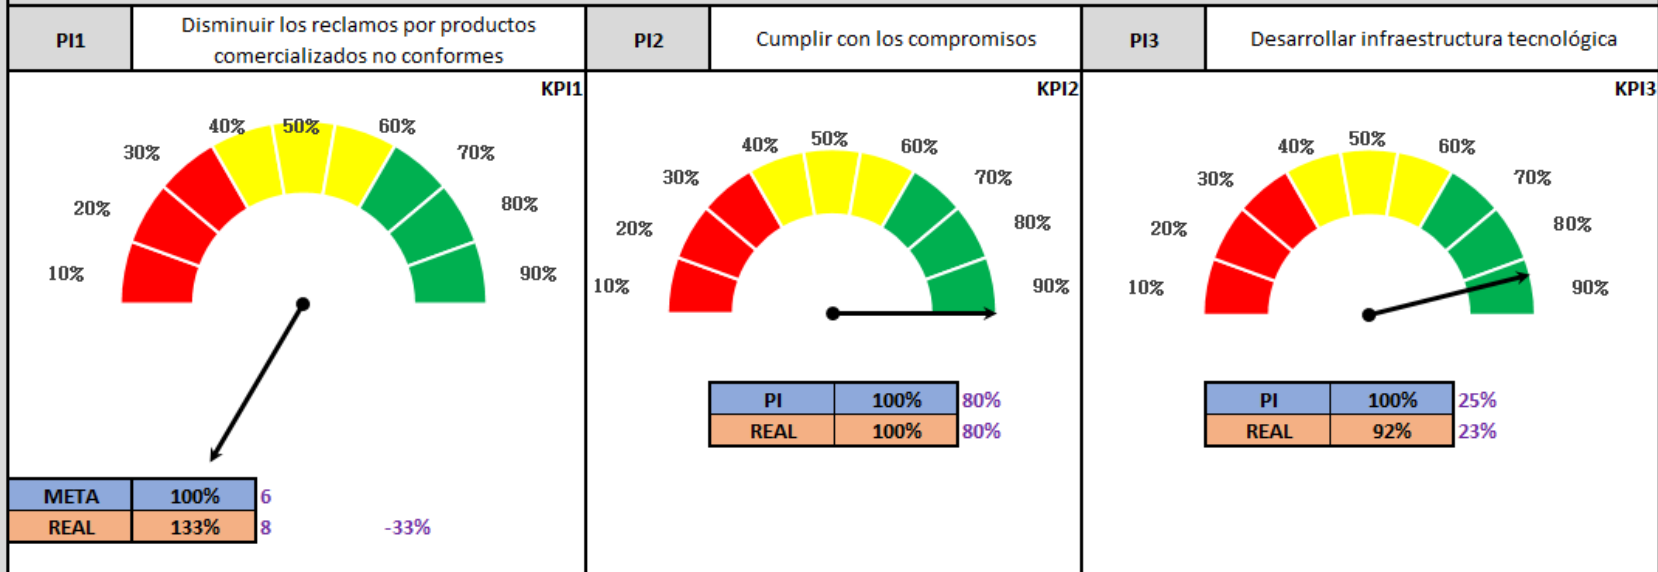 PI1
Disminuir los reclamos por productos
comercializados no conformes
PI2
Cumplir con los compromisos
PI3
Desarrollar infraestructura tecnológica
KPI1
10%
20%
30%
40%
50%
60%
70%
80%
90%
META 100% 6
REAL 133% 8 -33%
KPI2
10%
20%
30%
40%
50%
60%
70%
80%
90%
PI 100% 80%
REAL 100% 80%
KPI3
10%
20%
30%
40%
50%
60%
70%
80%
90%
PI 100% 25%
REAL 92% 23%